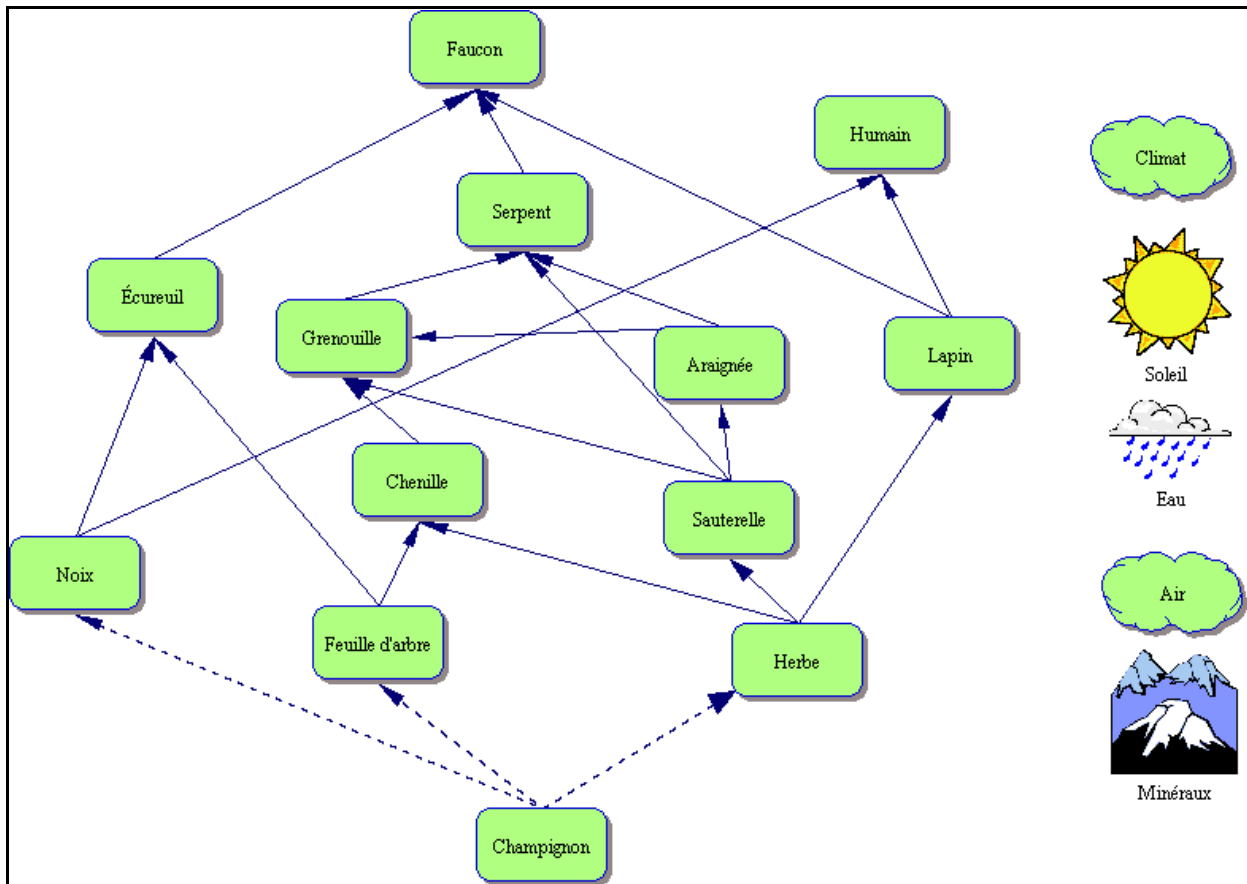 Faucon
Humain
Climat
Serpent
Écureuil
Grenouille
Araignée
Lapin
Soleil
Chenille
Sauterelle
Eau
Noix
Feuille d'arbre
Herbe
Air
Minéraux
Champignon